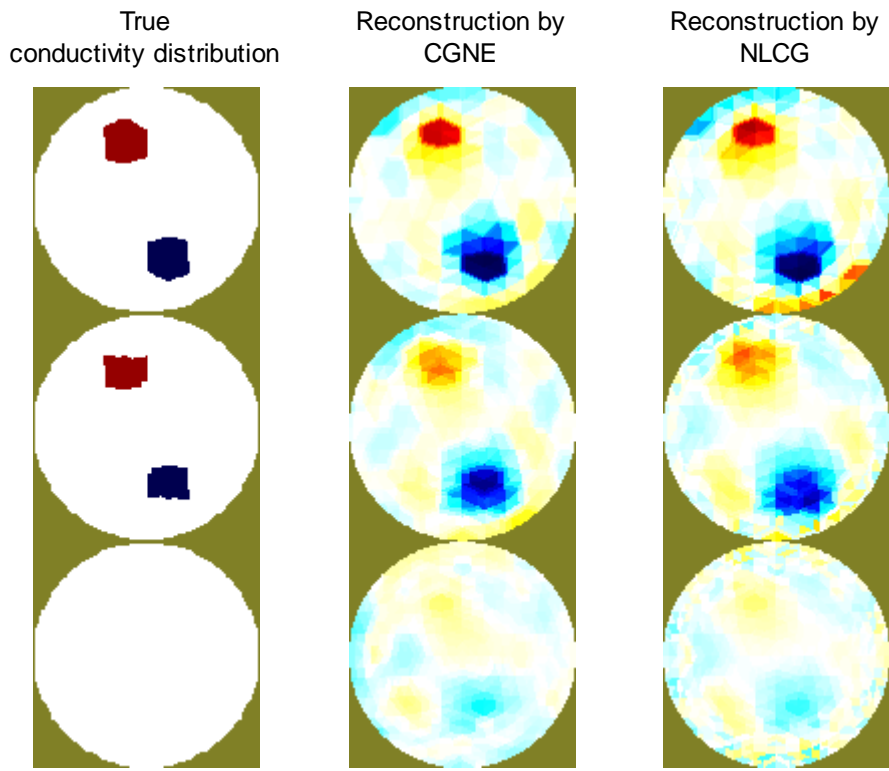 True
conductivity distribution
Reconstruction by
CGNE
Reconstruction by
NLCG